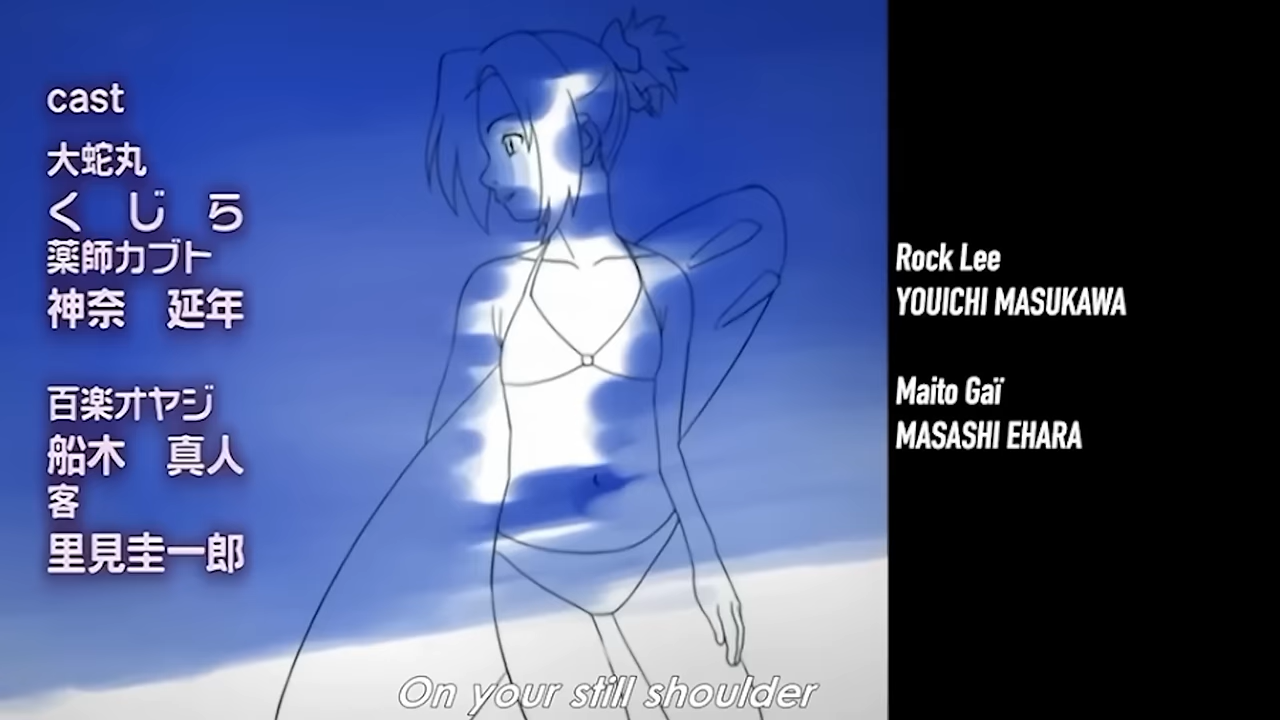 cast
大蛇丸
く じ ら
薬師カブト
神奈 延年
百楽オヤジ
船木 真人
客
里見圭一郎
Rock Lee
YOUICHI MASUKAWA
Maito Gaï
MASASHI EHARA
On your still shoulder